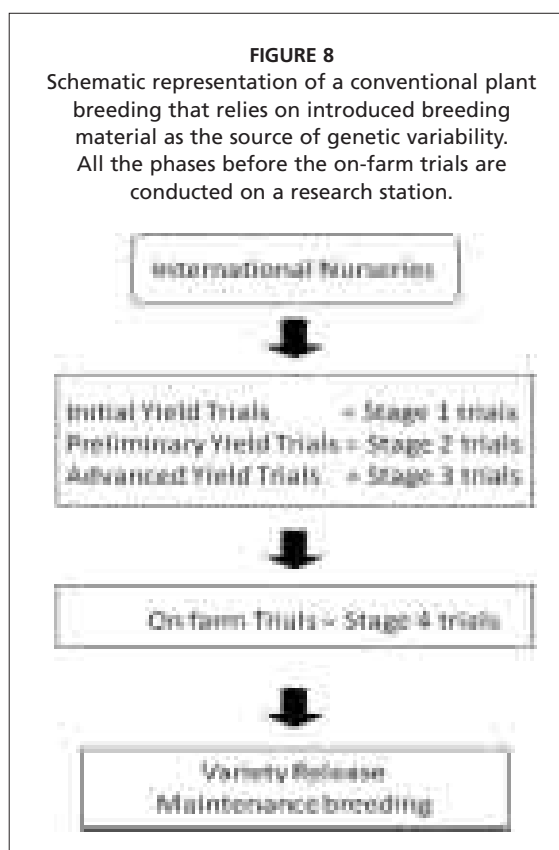 FIGURE 8
Schematic representation of a conventional plant
breeding that relies on introduced breeding
material as the source of genetic variability.
All the phases before the on-farm trials are
conducted on a research station.
International Nurseries
Initial Yield Trials = Stage 1 trials
Preliminary Yield Trials = Stage 2 trials
Advanced Yield Trials = Stage 3 trials
On farm Trials = Stage 4 trials
Variety Release
Maintenance breeding